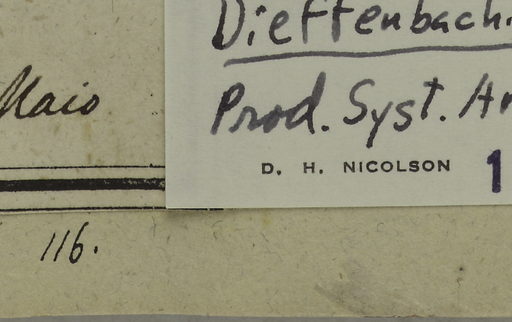 Dieffenbach.
Maio
Prod. Syst. Ar
D. H. NICOLSON 1
116.